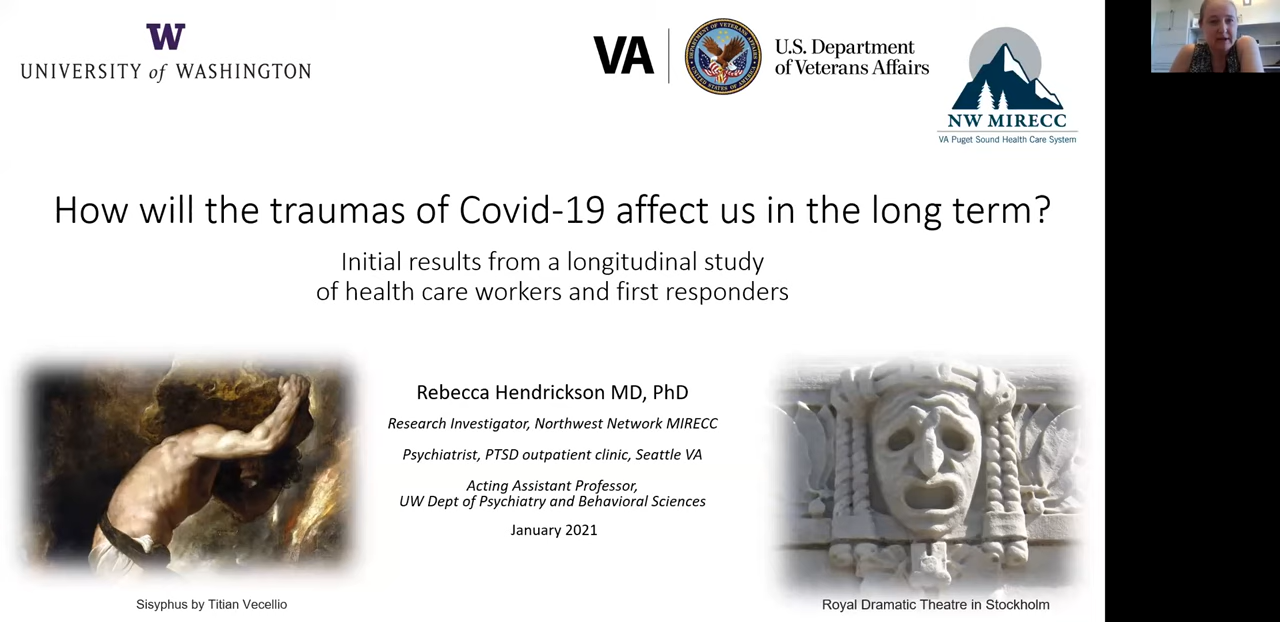 W
UNIVERSITY of WASHINGTON
VA
U.S. Department
of Veterans Affairs
NW MIRECC
VA Puget Sound Health Care System
How will the traumas of Covid-19 affect us in the long term?
Initial results from a longitudinal study
of health care workers and first responders
Rebecca Hendrickson MD, PhD
Research Investigator, Northwest Network MIRECC
Psychiatrist, PTSD outpatient clinic, Seattle VA
Acting Assistant Professor,
UW Dept of Psychiatry and Behavioral Sciences
January 2021
Sisyphus by Titian Vecellio
Royal Dramatic Theatre in Stockholm